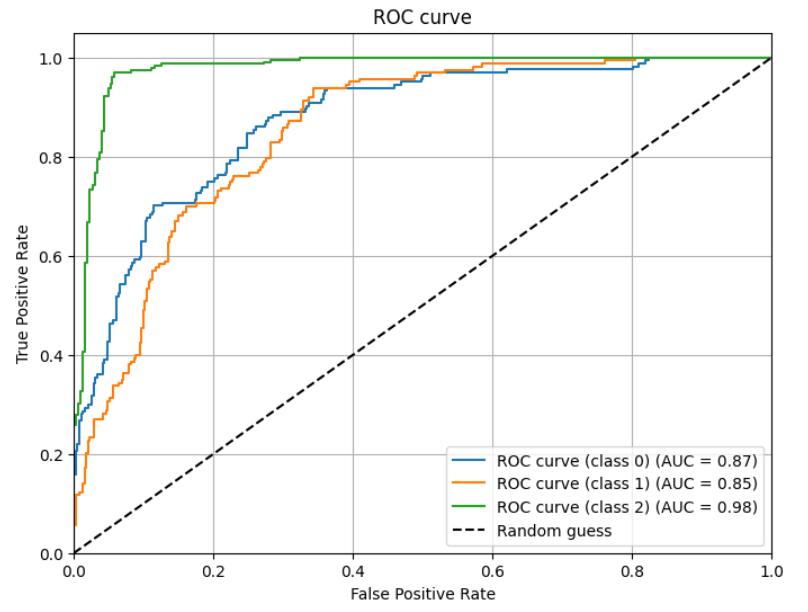 ROC curve
True Positive Rate
1.0
0.8
0.6
0.4
0.2
0.0
ROC curve (class 0) (AUC = 0.87)
ROC curve (class 1) (AUC = 0.85)
ROC curve (class 2) (AUC = 0.98)
Random guess
0.0 0.2 0.4 0.6 0.8 1.0
False Positive Rate